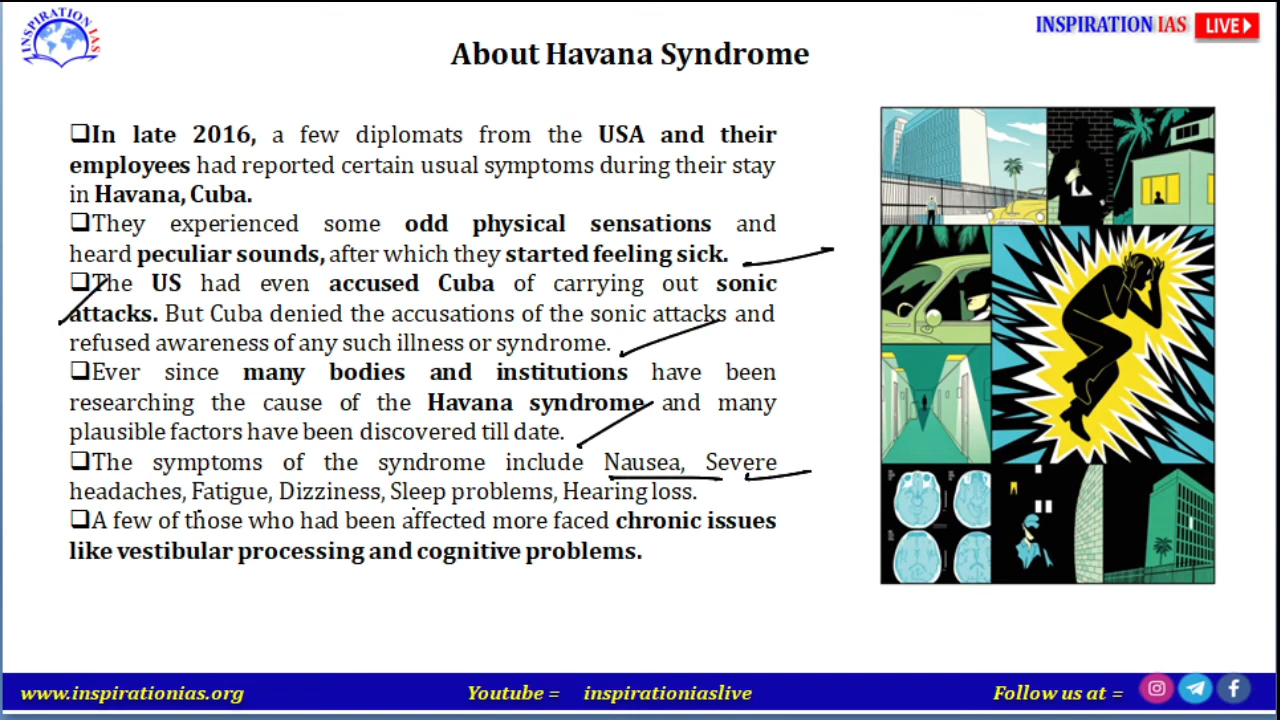 INSPIRATION IAS
INSPIRATION IAS LIVE
About Havana Syndrome
❑In late 2016, a few diplomats from the USA and their
employees had reported certain usual symptoms during their stay
in Havana, Cuba.
❑They experienced some odd physical sensations and
heard peculiar sounds, after which they started feeling sick.
❑The US had even accused Cuba of carrying out sonic
attacks. But Cuba denied the accusations of the sonic attacks and
refused awareness of any such illness or syndrome.
❑Ever since many bodies and institutions have been
researching the cause of the Havana syndrome and many
plausible factors have been discovered till date.
❑The symptoms of the syndrome include Nausea, Severe
headaches, Fatigue, Dizziness, Sleep problems, Hearing loss.
❑A few of those who had been affected more faced chronic issues
like vestibular processing and cognitive problems.
www.inspirationias.org
Youtube = inspirationiaslive
Follow us at =